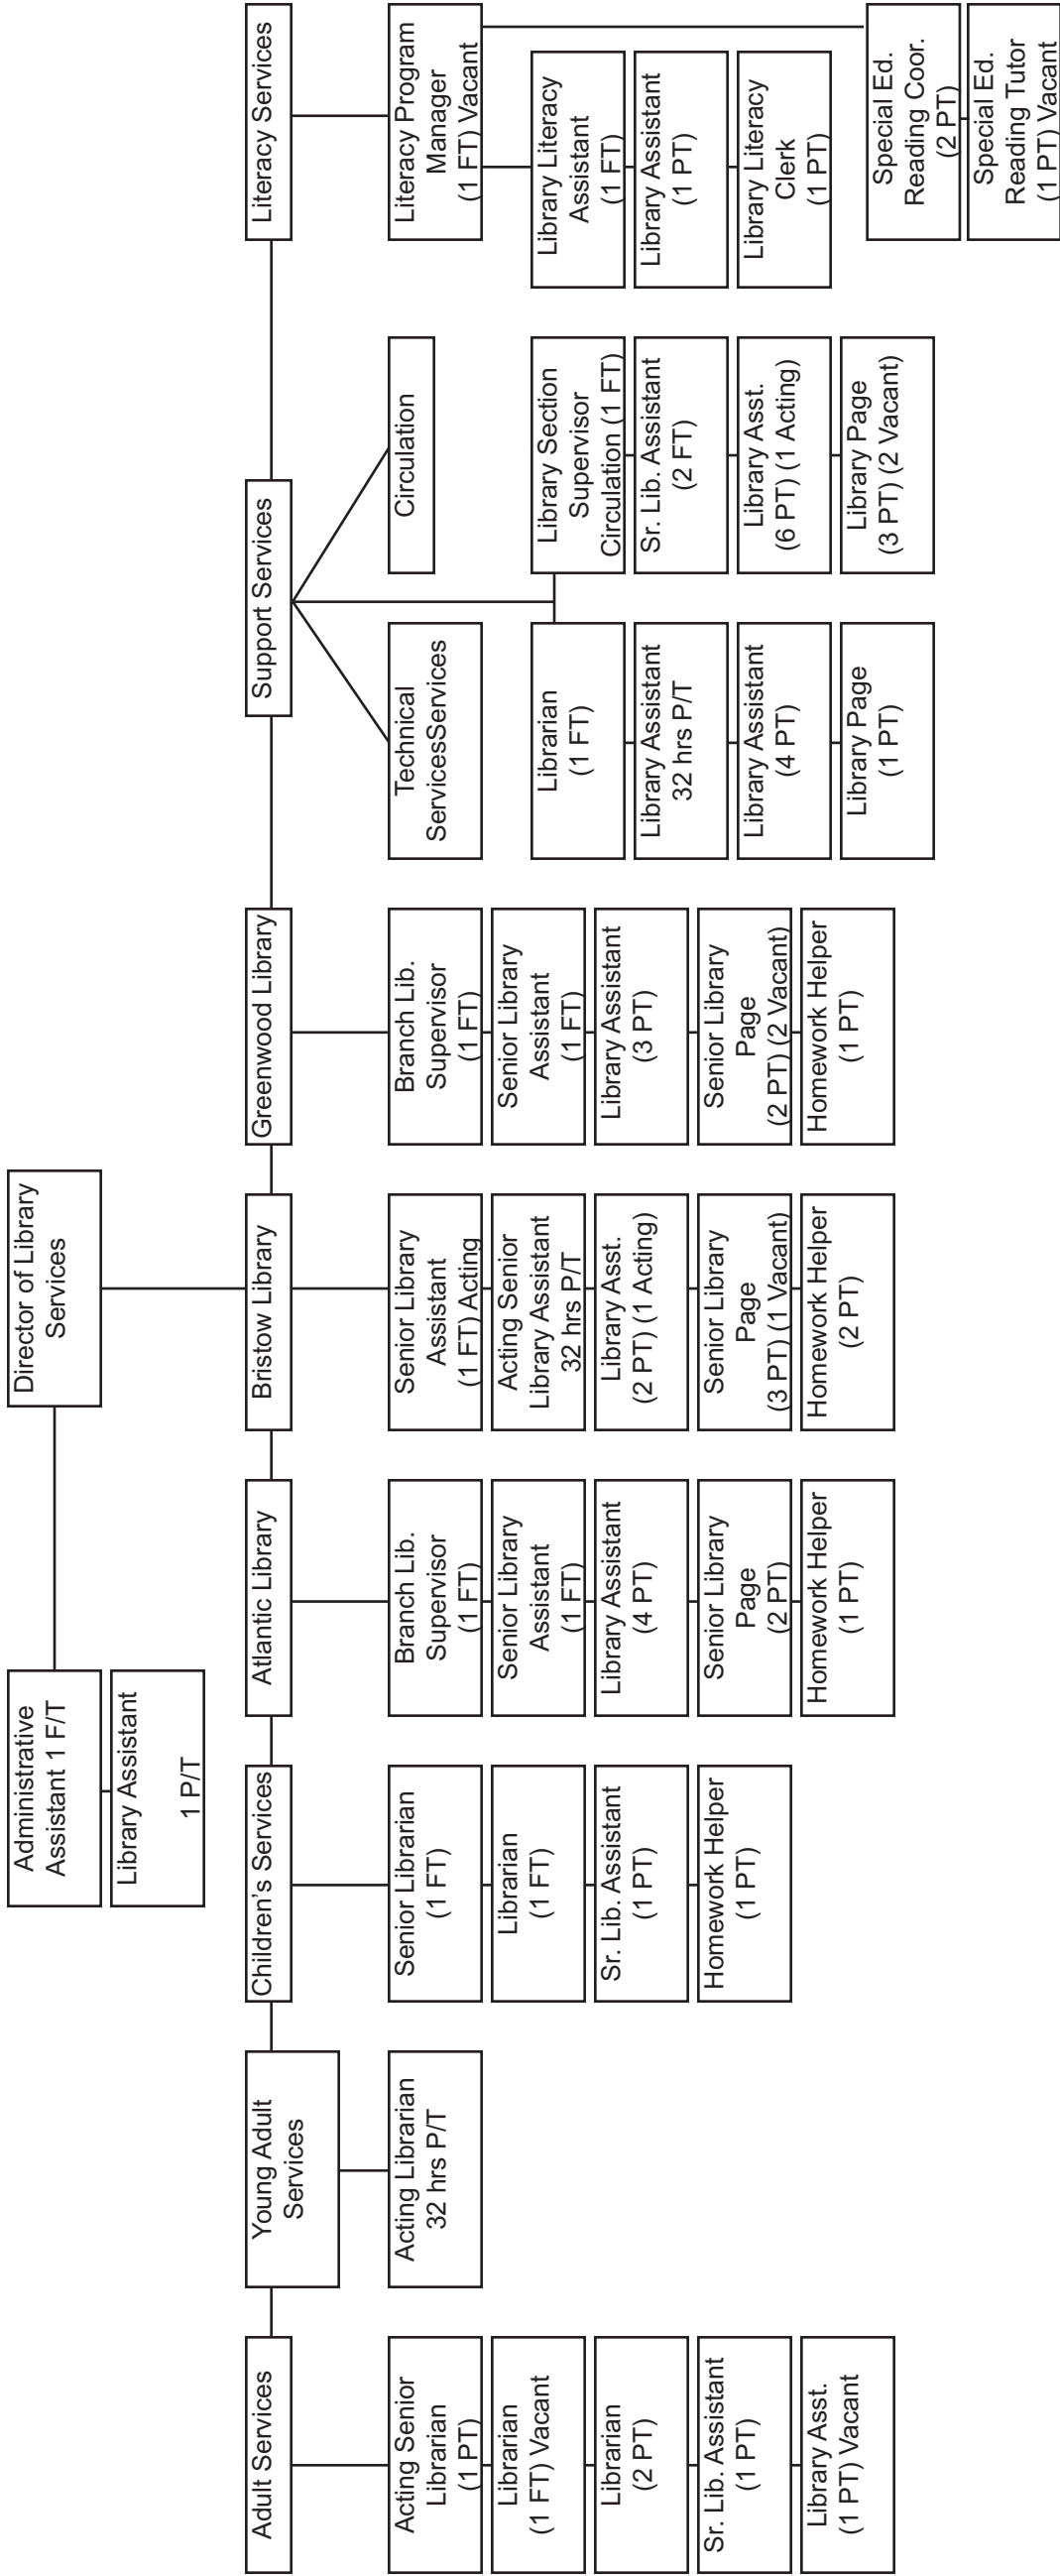 Director of Library
Services
Administrative
Assistant 1 F/T
Library Assistant
1 P/T
Adult Services
Acting Senior
Librarian
(1 PT)
Librarian
(1 FT) Vacant
Librarian
(2 PT)
Sr. Lib. Assistant
(1 PT)
Library Asst.
(1 PT) Vacant
Young Adult
Services
Acting Librarian
32 hrs P/T
Children's Services
Senior Librarian
(1 FT)
Librarian
(1 FT)
Sr. Lib. Assistant
(1 PT)
Homework Helper
(1 PT)
Atlantic Library
Branch Lib.
Supervisor
(1 FT)
Senior Library
Assistant
(1 FT)
Library Assistant
(4 PT)
Senior Library
Page
(2 PT)
Homework Helper
(1 PT)
Bristow Library
Senior Library
Assistant
(1 FT) Acting
Acting Senior
Library Assistant
32 hrs P/T
Library Asst.
(2 PT) (1 Acting)
Senior Library
Page
(3 PT) (1 Vacant)
Homework Helper
(2 PT)
Greenwood Library
Branch Lib.
Supervisor
(1 FT)
Senior Library
Assistant
(1 FT)
Library Assistant
(3 PT)
Senior Library
Page
(2 PT) (2 Vacant)
Homework Helper
(1 PT)
Support Services
Technical
ServicesServices
Librarian
(1 FT)
Library Assistant
32 hrs P/T
Library Assistant
(4 PT)
Library Page
(1 PT)
Circulation
Library Section
Supervisor
Circulation (1 FT)
Sr. Lib. Assistant
(2 FT)
Library Asst.
(6 PT) (1 Acting)
Library Page
(3 PT) (2 Vacant)
Literacy Services
Literacy Program
Manager
(1 FT) Vacant
Library Literacy
Assistant
(1 FT)
Library Assistant
(1 PT)
Library Literacy
Clerk
(1 PT)
Special Ed.
Reading Coor.
(2 PT)
Special Ed.
Reading Tutor
(1 PT) Vacant